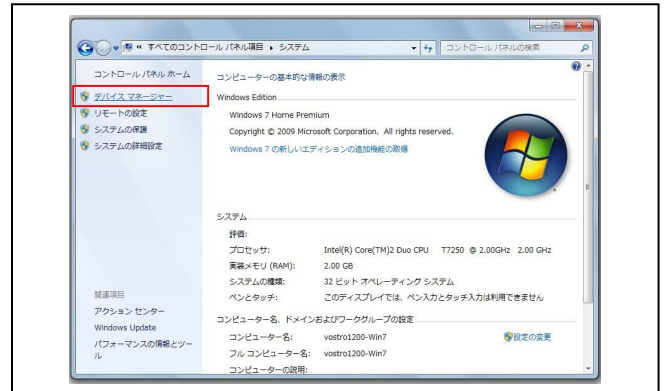 « すべてのコントロール パネル項目 ▸ システム
コントロール パネルの検索
コントロール パネル ホーム
デバイス マネージャー
リモートの設定
システムの保護
システムの詳細設定
関連項目
アクション センター
Windows Update
パフォーマンスの情報とツー
ル
コンピューターの基本的な情報の表示
Windows Edition
Windows 7 Home Premium
Copyright © 2009 Microsoft Corporation. All rights reserved.
Windows 7 の新しいエディションの追加機能の取得
システム
評価:
プロセッサ: Intel(R) Core(TM)2 Duo CPU T7250 @ 2.00GHz 2.00 GHz
実装メモリ (RAM): 2.00 GB
システムの種類: 32 ビット オペレーティング システム
ペンとタッチ: このディスプレイでは、ペン入力とタッチ入力は利用できません
コンピューター名、ドメインおよびワークグループの設定
コンピューター名: vostro1200-Win7 設定の変更
フル コンピューター名: vostro1200-Win7
コンピューターの説明: